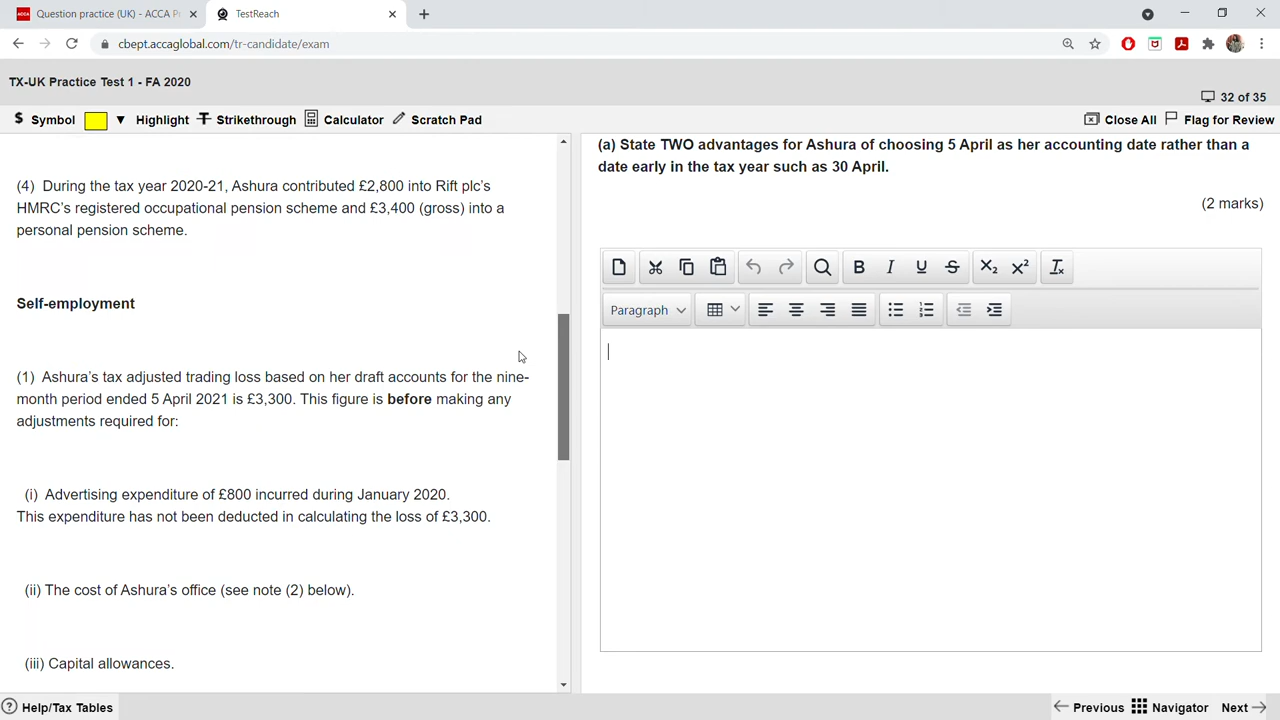 Question practice (UK) - ACCA P
TestReach
cbept.accaglobal.com/tr-candidate/exam
TX-UK Practice Test 1 - FA 2020
32 of 35
$ Symbol
Highlight
Strikethrough
Calculator
Scratch Pad
Close All
Flag for Review
(4) During the tax year 2020-21, Ashura contributed £2,800 into Rift plc's
HMRC's registered occupational pension scheme and £3,400 (gross) into a
personal pension scheme.
Self-employment
(1) Ashura's tax adjusted trading loss based on her draft accounts for the nine-
month period ended 5 April 2021 is £3,300. This figure is before making any
adjustments required for:
(i) Advertising expenditure of £800 incurred during January 2020.
This expenditure has not been deducted in calculating the loss of £3,300.
(ii) The cost of Ashura's office (see note (2) below).
(iii) Capital allowances.
(a) State TWO advantages for Ashura of choosing 5 April as her accounting date rather than a
date early in the tax year such as 30 April.
(2 marks)
Paragraph
Help/Tax Tables
Previous
Navigator
Next